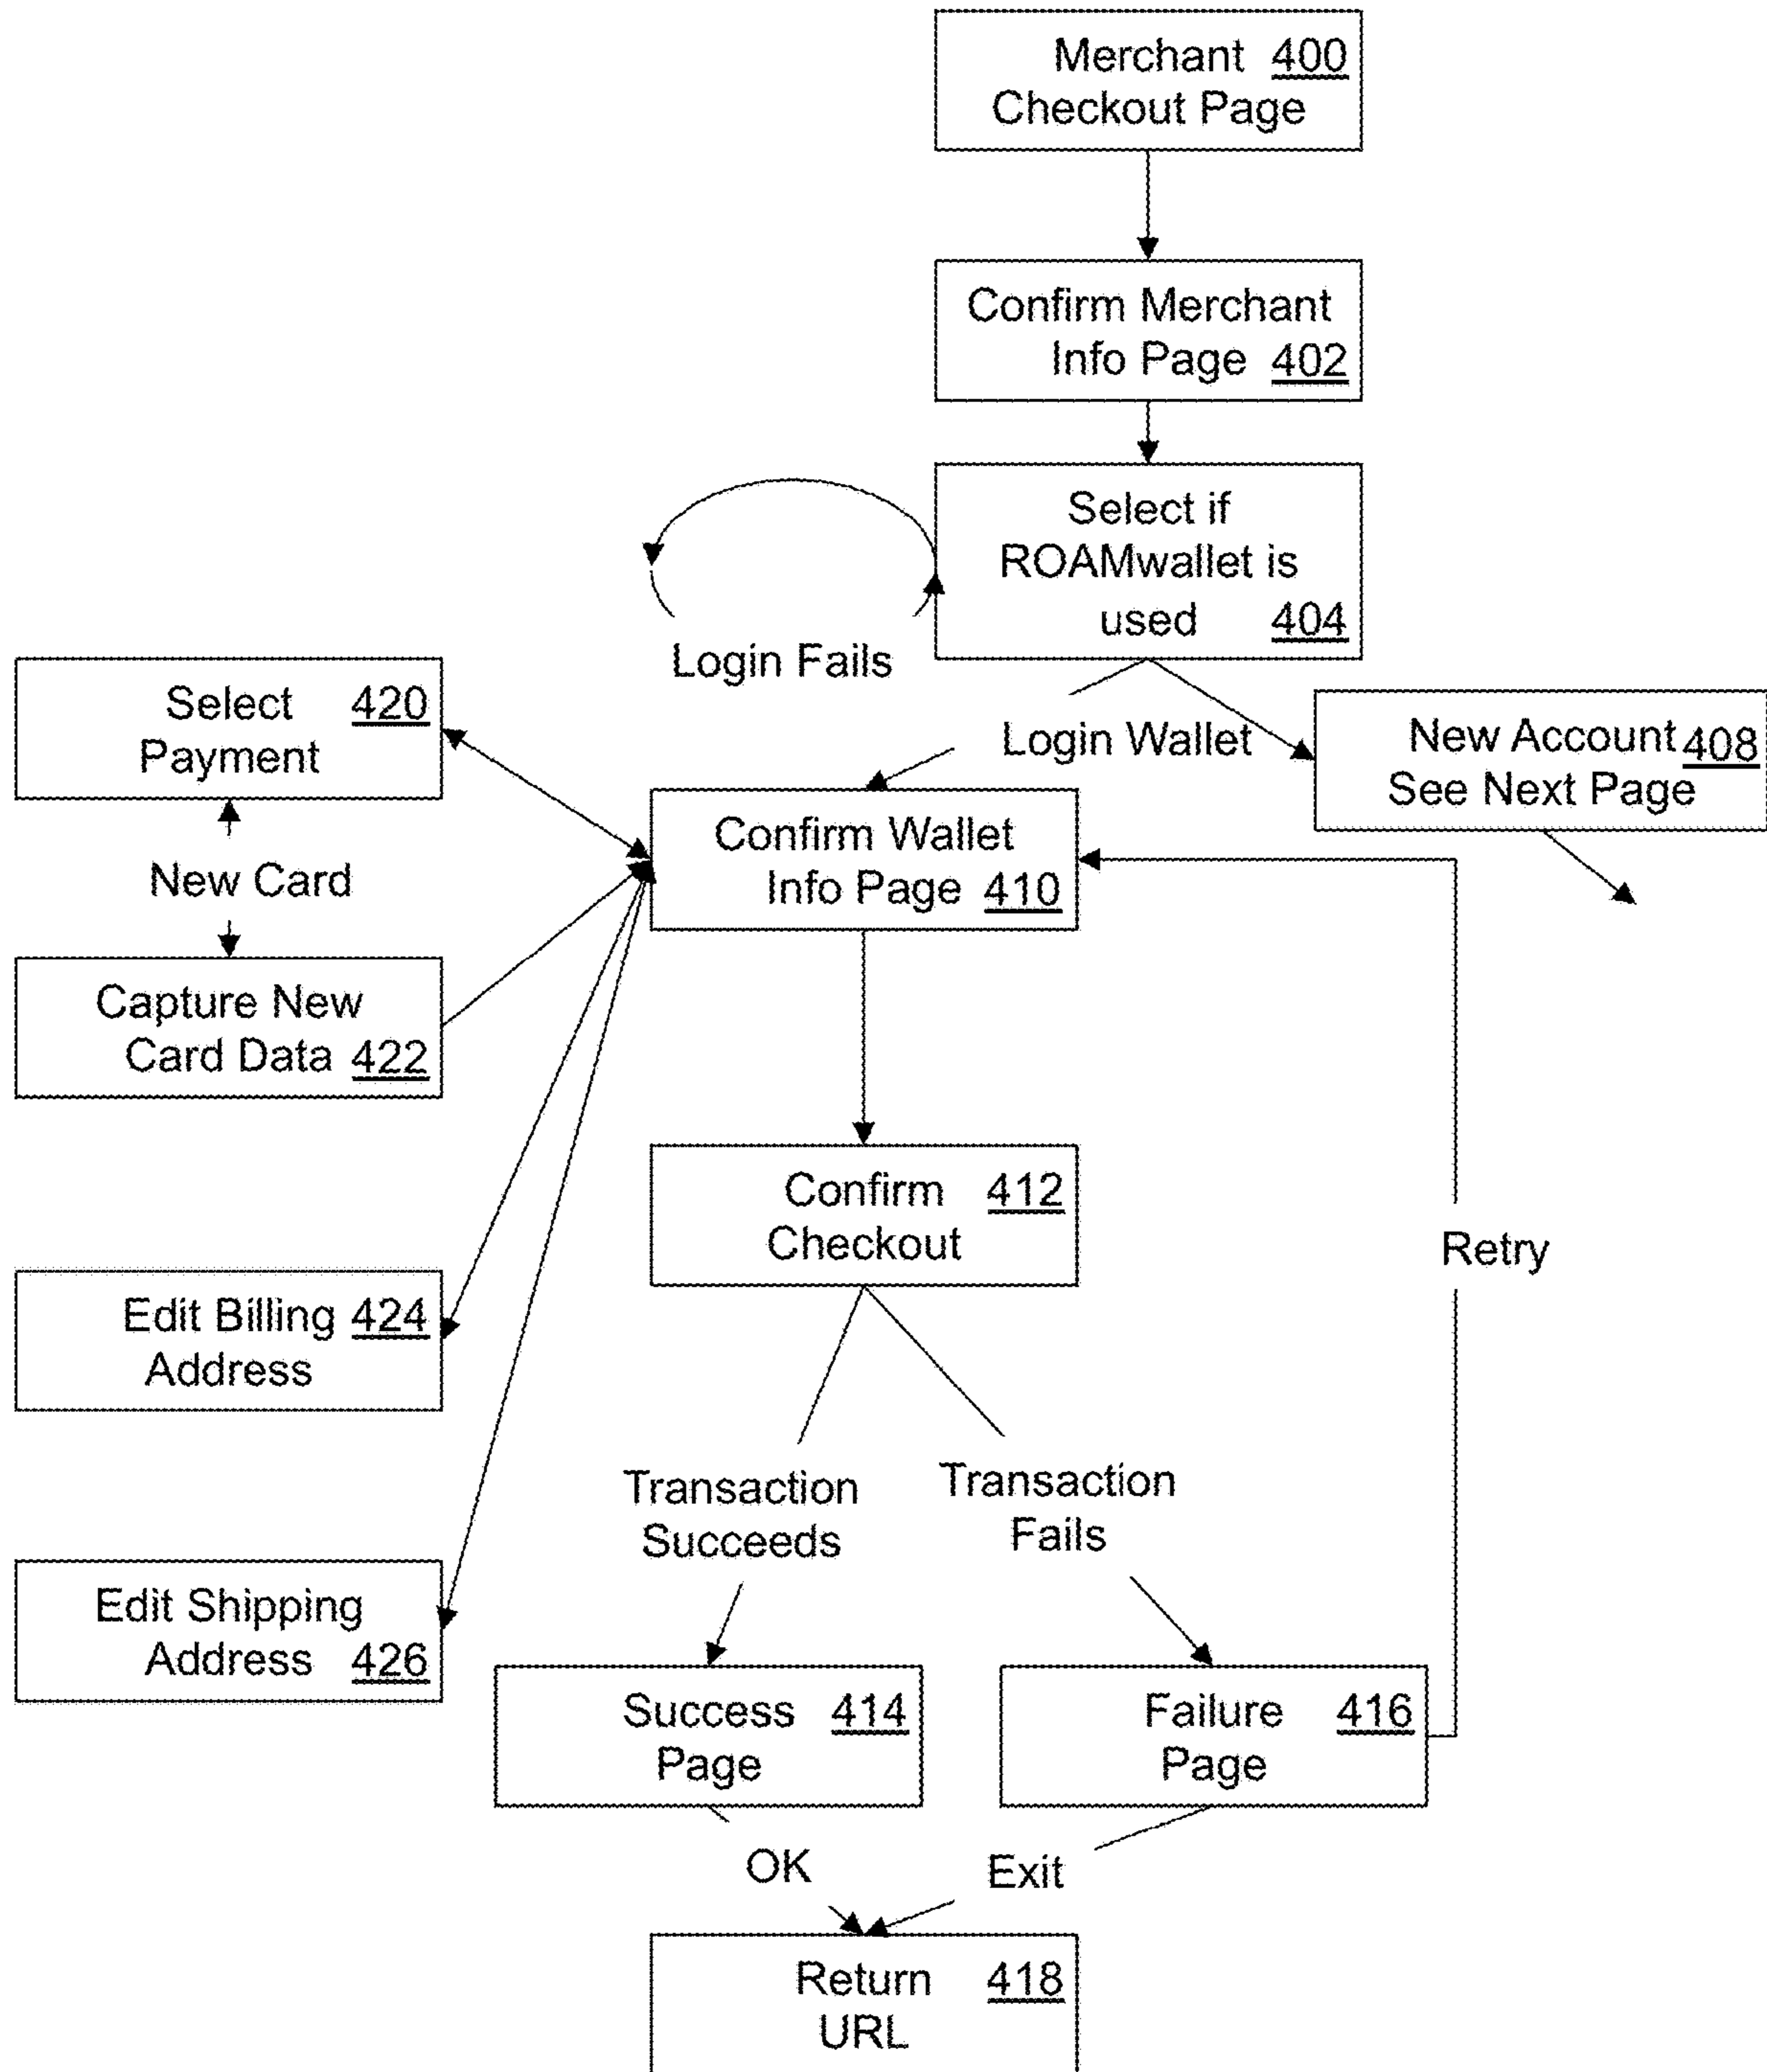 Merchant 400
Checkout Page
Confirm Merchant
Info Page 402
Select if
ROAMwallet is
used 404
Login Fails
Login Wallet
New Account 408
See Next Page
Select 420
Payment
New Card
Capture New
Card Data 422
Confirm Wallet
Info Page 410
Confirm 412
Checkout
Retry
Edit Billing 424
Address
Edit Shipping
Address 426
Transaction
Succeeds
Transaction
Fails
Success 414
Page
Failure 416
Page
OK
Exit
Return 418
URL